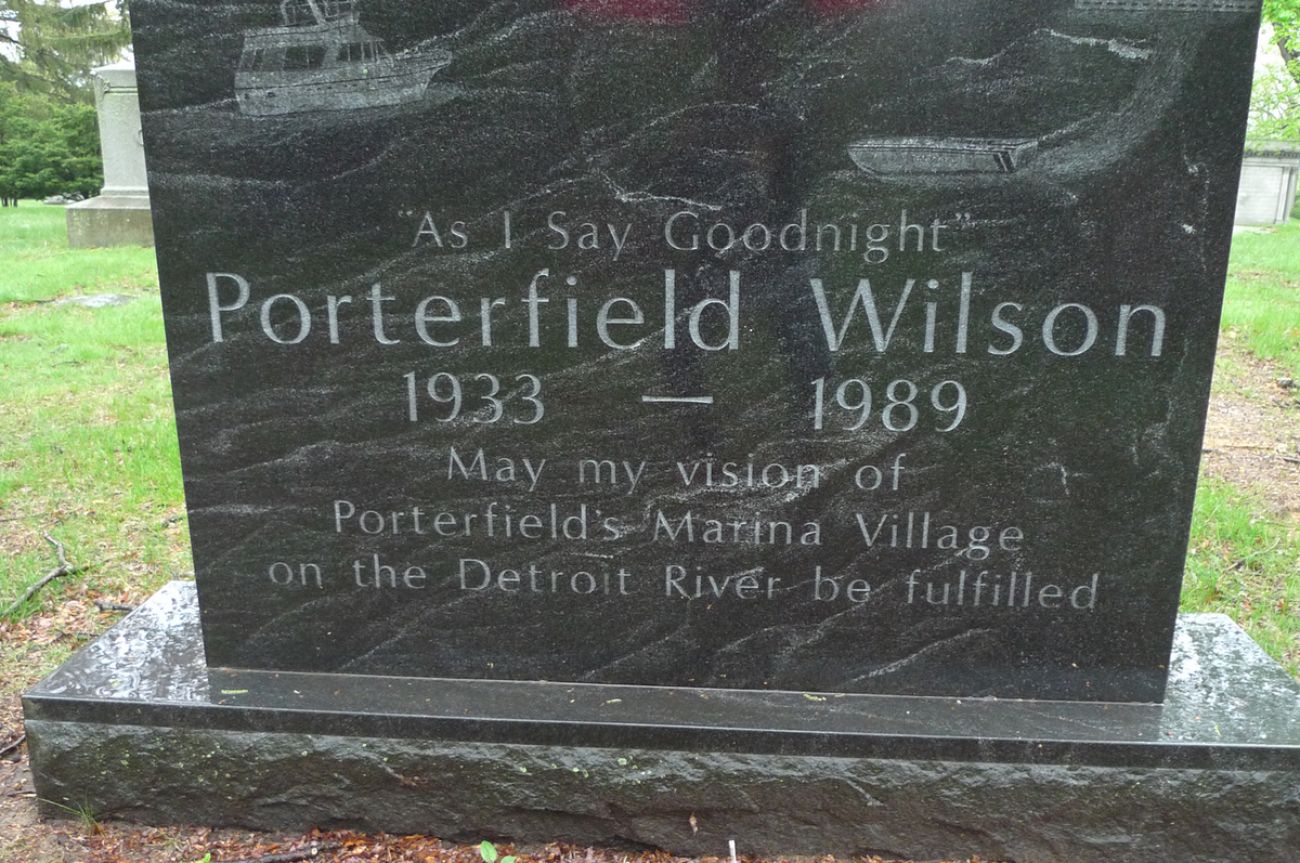 "As I Say Goodnight"
Porterfield Wilson
1933 — 1989
May my vision of
Porterfield's Marina Village
on the Detroit River be fulfilled